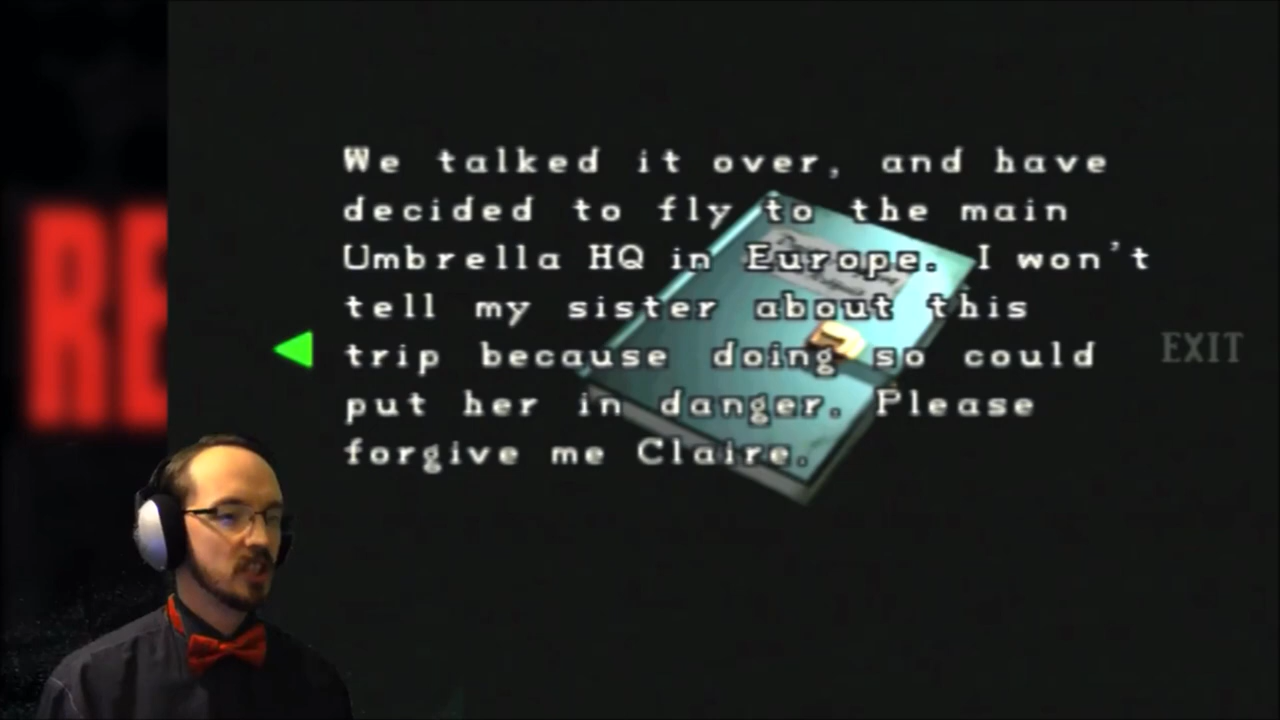 RE
We talked it over, and have
decided to fly to the main
Umbrella HQ in Europe. I won't
tell my sister about this
trip because doing so could
put her in danger. Please
forgive me Claire.
EXIT